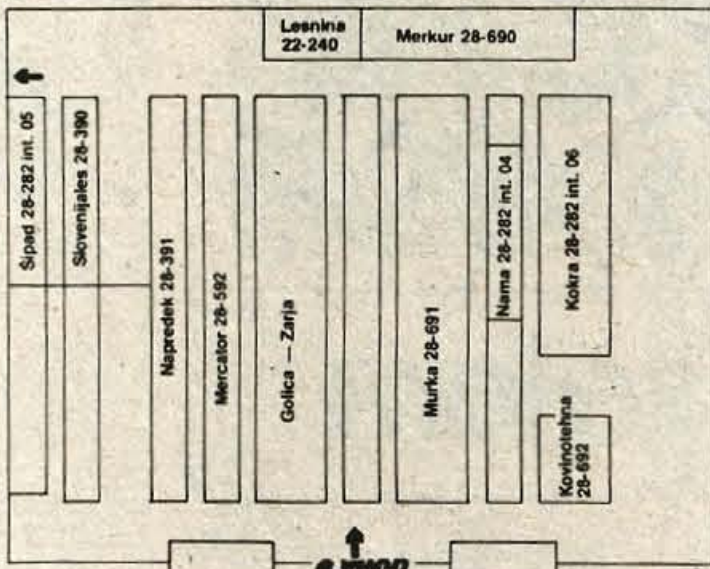 Lesnina
22-240
Merkur 28-690
Šipad 28-282 int. 05
Slovenijales 28-390
Napredek 28-391
Mercator 28-592
Golica — Zarja
Murka 28-691
Nama 28-282 int. 04
Kokra 28-282 int. 06
Kovinotehna
28-692